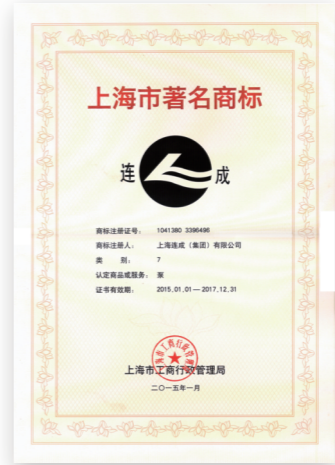 上海市著名商标
连 成
商标注册证号： 1041380 3396496
商标注册人： 上海连成（集团）有限公司
类 别： 7
认定商品或服务： 泵
证书有效期： 2015.01.01—2017.12.31
上海市工商行政管理局
二〇一五年一月